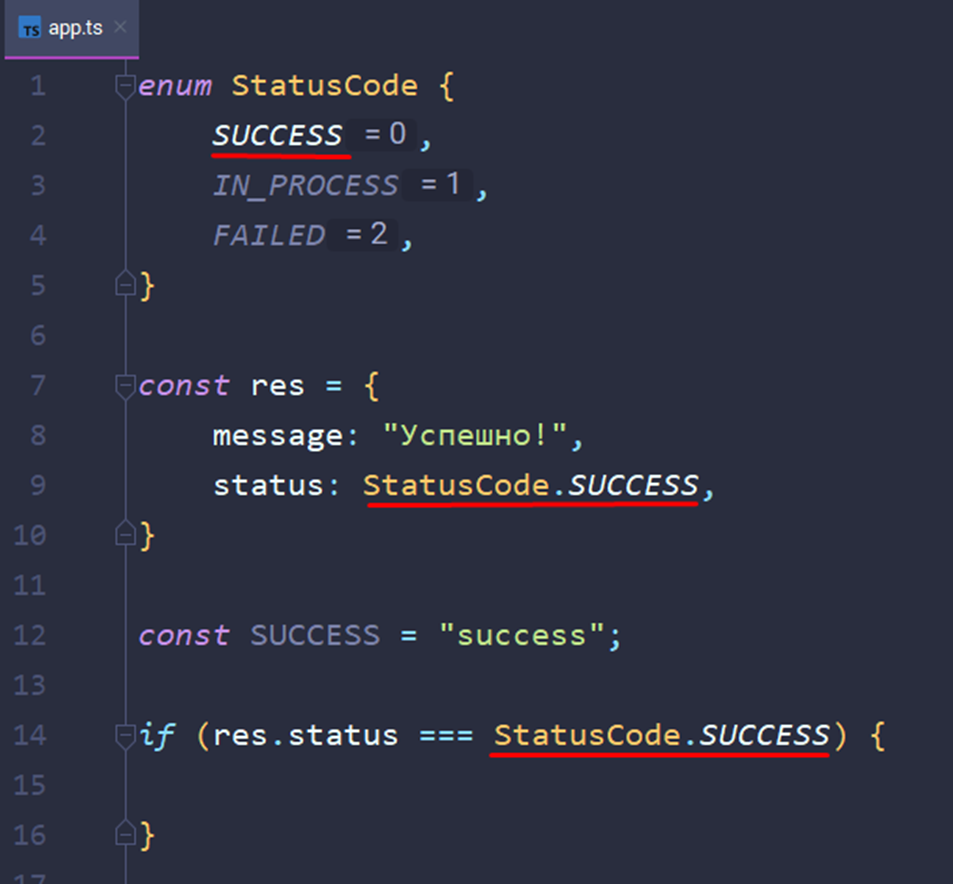 TS app.ts ×
1 enum StatusCode {
2 SUCCESS = 0 ,
3 IN_PROCESS = 1 ,
4 FAILED = 2 ,
5 }
6
7 const res = {
8 message: "Успешно!",
9 status: StatusCode.SUCCESS,
10 }
11
12 const SUCCESS = "success";
13
14 if (res.status === StatusCode.SUCCESS) {
15
16 }
17